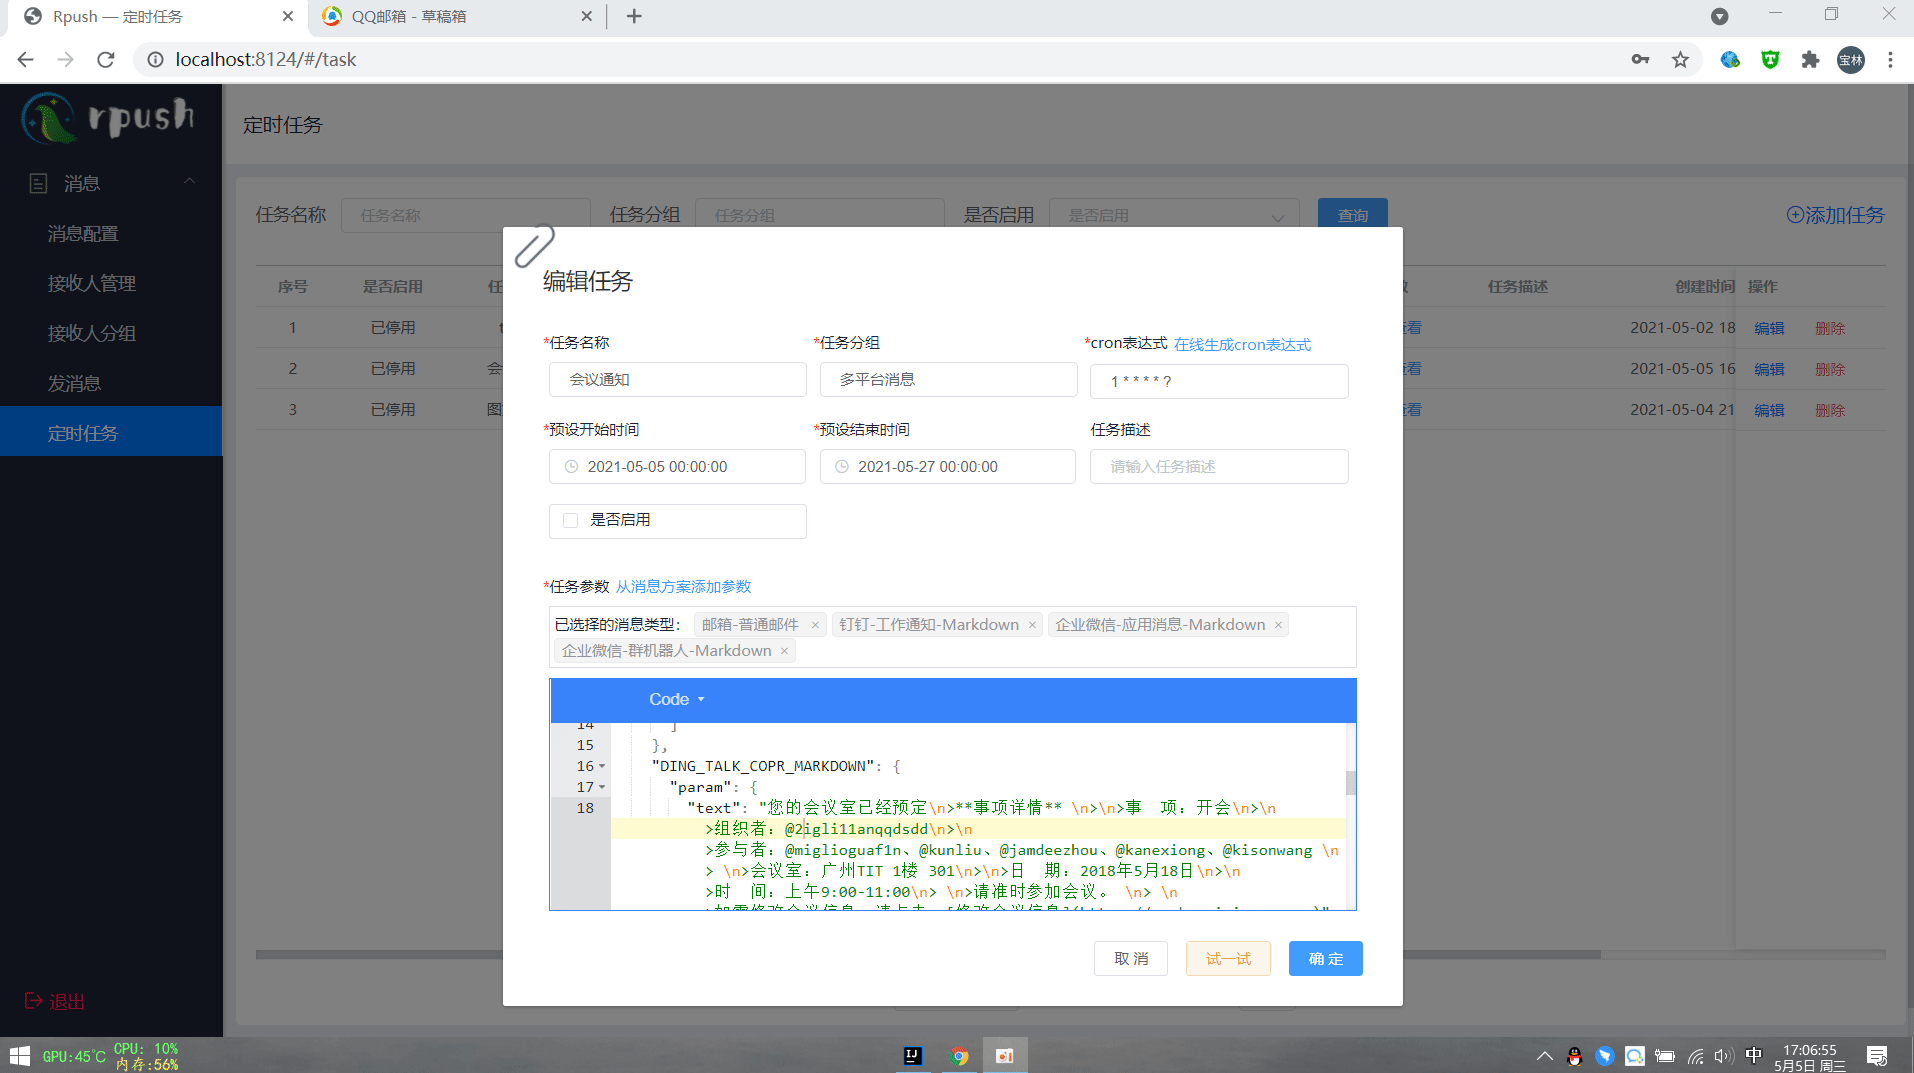 Rpush — 定时任务
QQ邮箱 - 草稿箱
localhost:8124/#/task
宝林
rpush
定时任务
消息
消息配置
接收人管理
接收人分组
发消息
定时任务
退出
任务名称 任务名称 任务分组 任务分组 是否启用 是否启用 查询 添加任务
序号 是否启用 任 任务描述 创建时间 操作
1 已停用 t 查看 2021-05-02 18 编辑 删除
2 已停用 会 查看 2021-05-05 16 编辑 删除
3 已停用 图 查看 2021-05-04 21 编辑 删除
编辑任务
*任务名称 *任务分组 *cron表达式 在线生成cron表达式
会议通知 多平台消息 1 * * * * ?
*预设开始时间 *预设结束时间 任务描述
2021-05-05 00:00:00 2021-05-27 00:00:00 请输入任务描述
是否启用
*任务参数 从消息方案添加参数
已选择的消息类型： 邮箱-普通邮件 × 钉钉-工作通知-Markdown × 企业微信-应用消息-Markdown ×
企业微信-群机器人-Markdown ×
Code
14 ]
15 },
16 "DING_TALK_COPR_MARKDOWN": {
17 "param": {
18 "text": "您的会议室已经预定\n>**事项详情** \n>\n>事　项：开会\n>\n
>组织者：@2igli11anqqdsdd\n>\n
>参与者：@miglioguaf1n、@kunliu、@jamdeezhou、@kanexiong、@kisonwang \n
> \n>会议室：广州TIT 1楼 301\n>\n>日　期：2018年5月18日\n>\n
>时　间：上午9:00-11:00\n> \n>请准时参加会议。 \n> \n
取 消 试一试 确 定
GPU:45℃ CPU: 10%
内存:56%
IJ
中
17:06:55
5月5日 周三